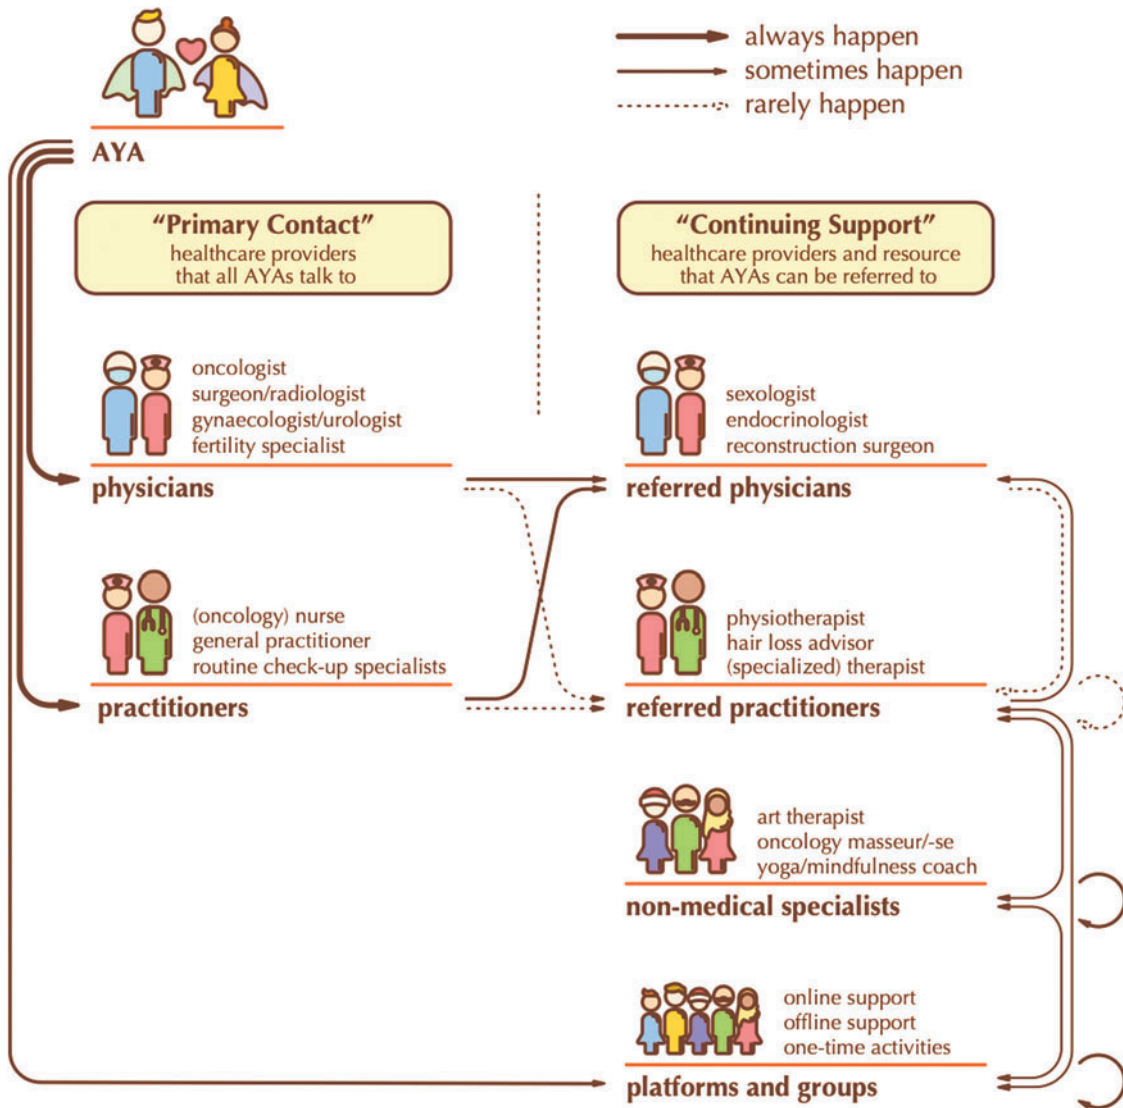 always happen
sometimes happen
rarely happen
AYA
“Primary Contact”
healthcare providers
that all AYAs talk to
“Continuing Support”
healthcare providers and resource
that AYAs can be referred to
oncologist
surgeon/radiologist
gynaecologist/urologist
fertility specialist
physicians
sexologist
endocrinologist
reconstruction surgeon
referred physicians
(oncology) nurse
general practitioner
routine check-up specialists
practitioners
physiotherapist
hair loss advisor
(specialized) therapist
referred practitioners
art therapist
oncology masseur/-se
yoga/mindfulness coach
non-medical specialists
online support
offline support
one-time activities
platforms and groups